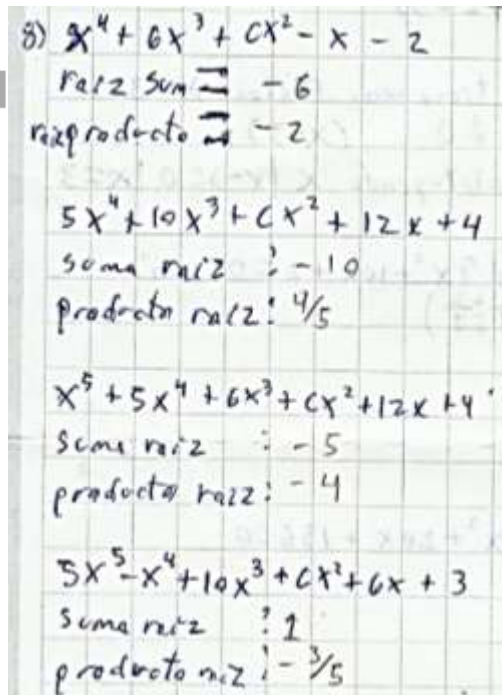 8) x⁴ + 6x³ + cx² - x - 2
raiz sum = -6
raiz producto = -2
5x⁴ + 10x³ + cx² + 12x + 4
suma raiz : -10
producto raiz: 4/5
x⁵ + 5x⁴ + 6x³ + cx² + 12x + 4
suma raiz : -5
producto raiz: -4
5x⁵ - x⁴ + 10x³ + cx² + 6x + 3
suma raiz : 1
producto raiz : -3/5